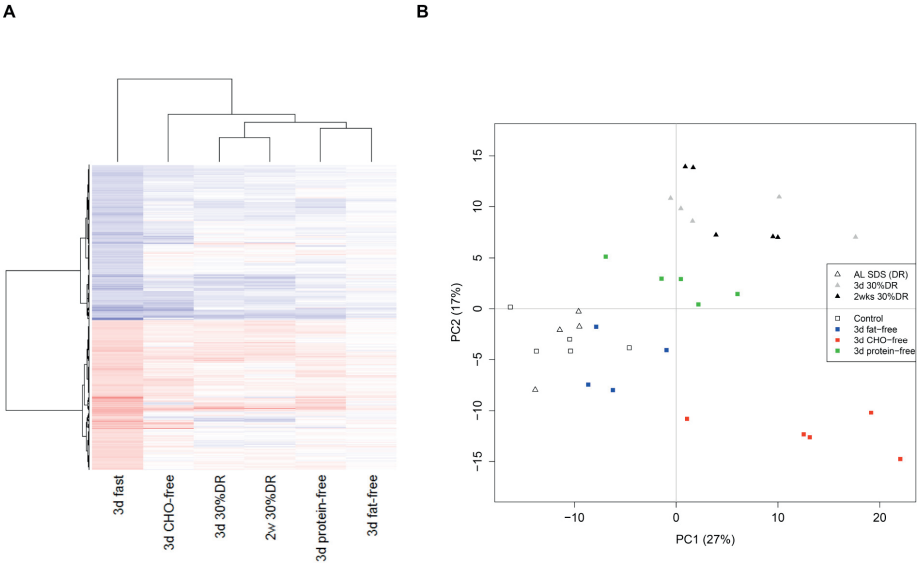 A
3d fast
3d CHO-free
3d 30%DR
2w 30%DR
3d protein-free
3d fat-free
B
PC2 (17%)
15
10
5
0
−5
−10
−15
−10
0
10
20
PC1 (27%)
AL SDS (DR)
3d 30%DR
2wks 30%DR
Control
3d fat-free
3d CHO-free
3d protein-free